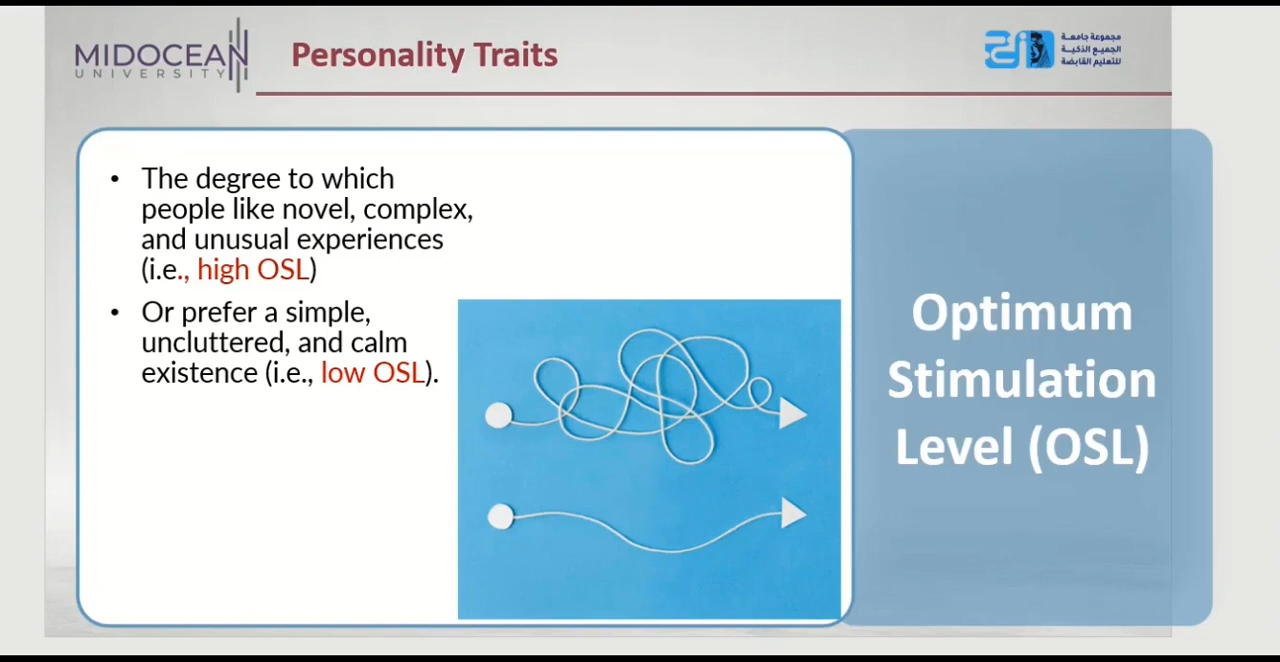 MIDOCEAN
UNIVERSITY
Personality Traits
مجموعة جامعة
الجميع الذكية
للتعليم القابضة
• The degree to which
people like novel, complex,
and unusual experiences
(i.e., high OSL)
• Or prefer a simple,
uncluttered, and calm
existence (i.e., low OSL).
Optimum
Stimulation
Level (OSL)